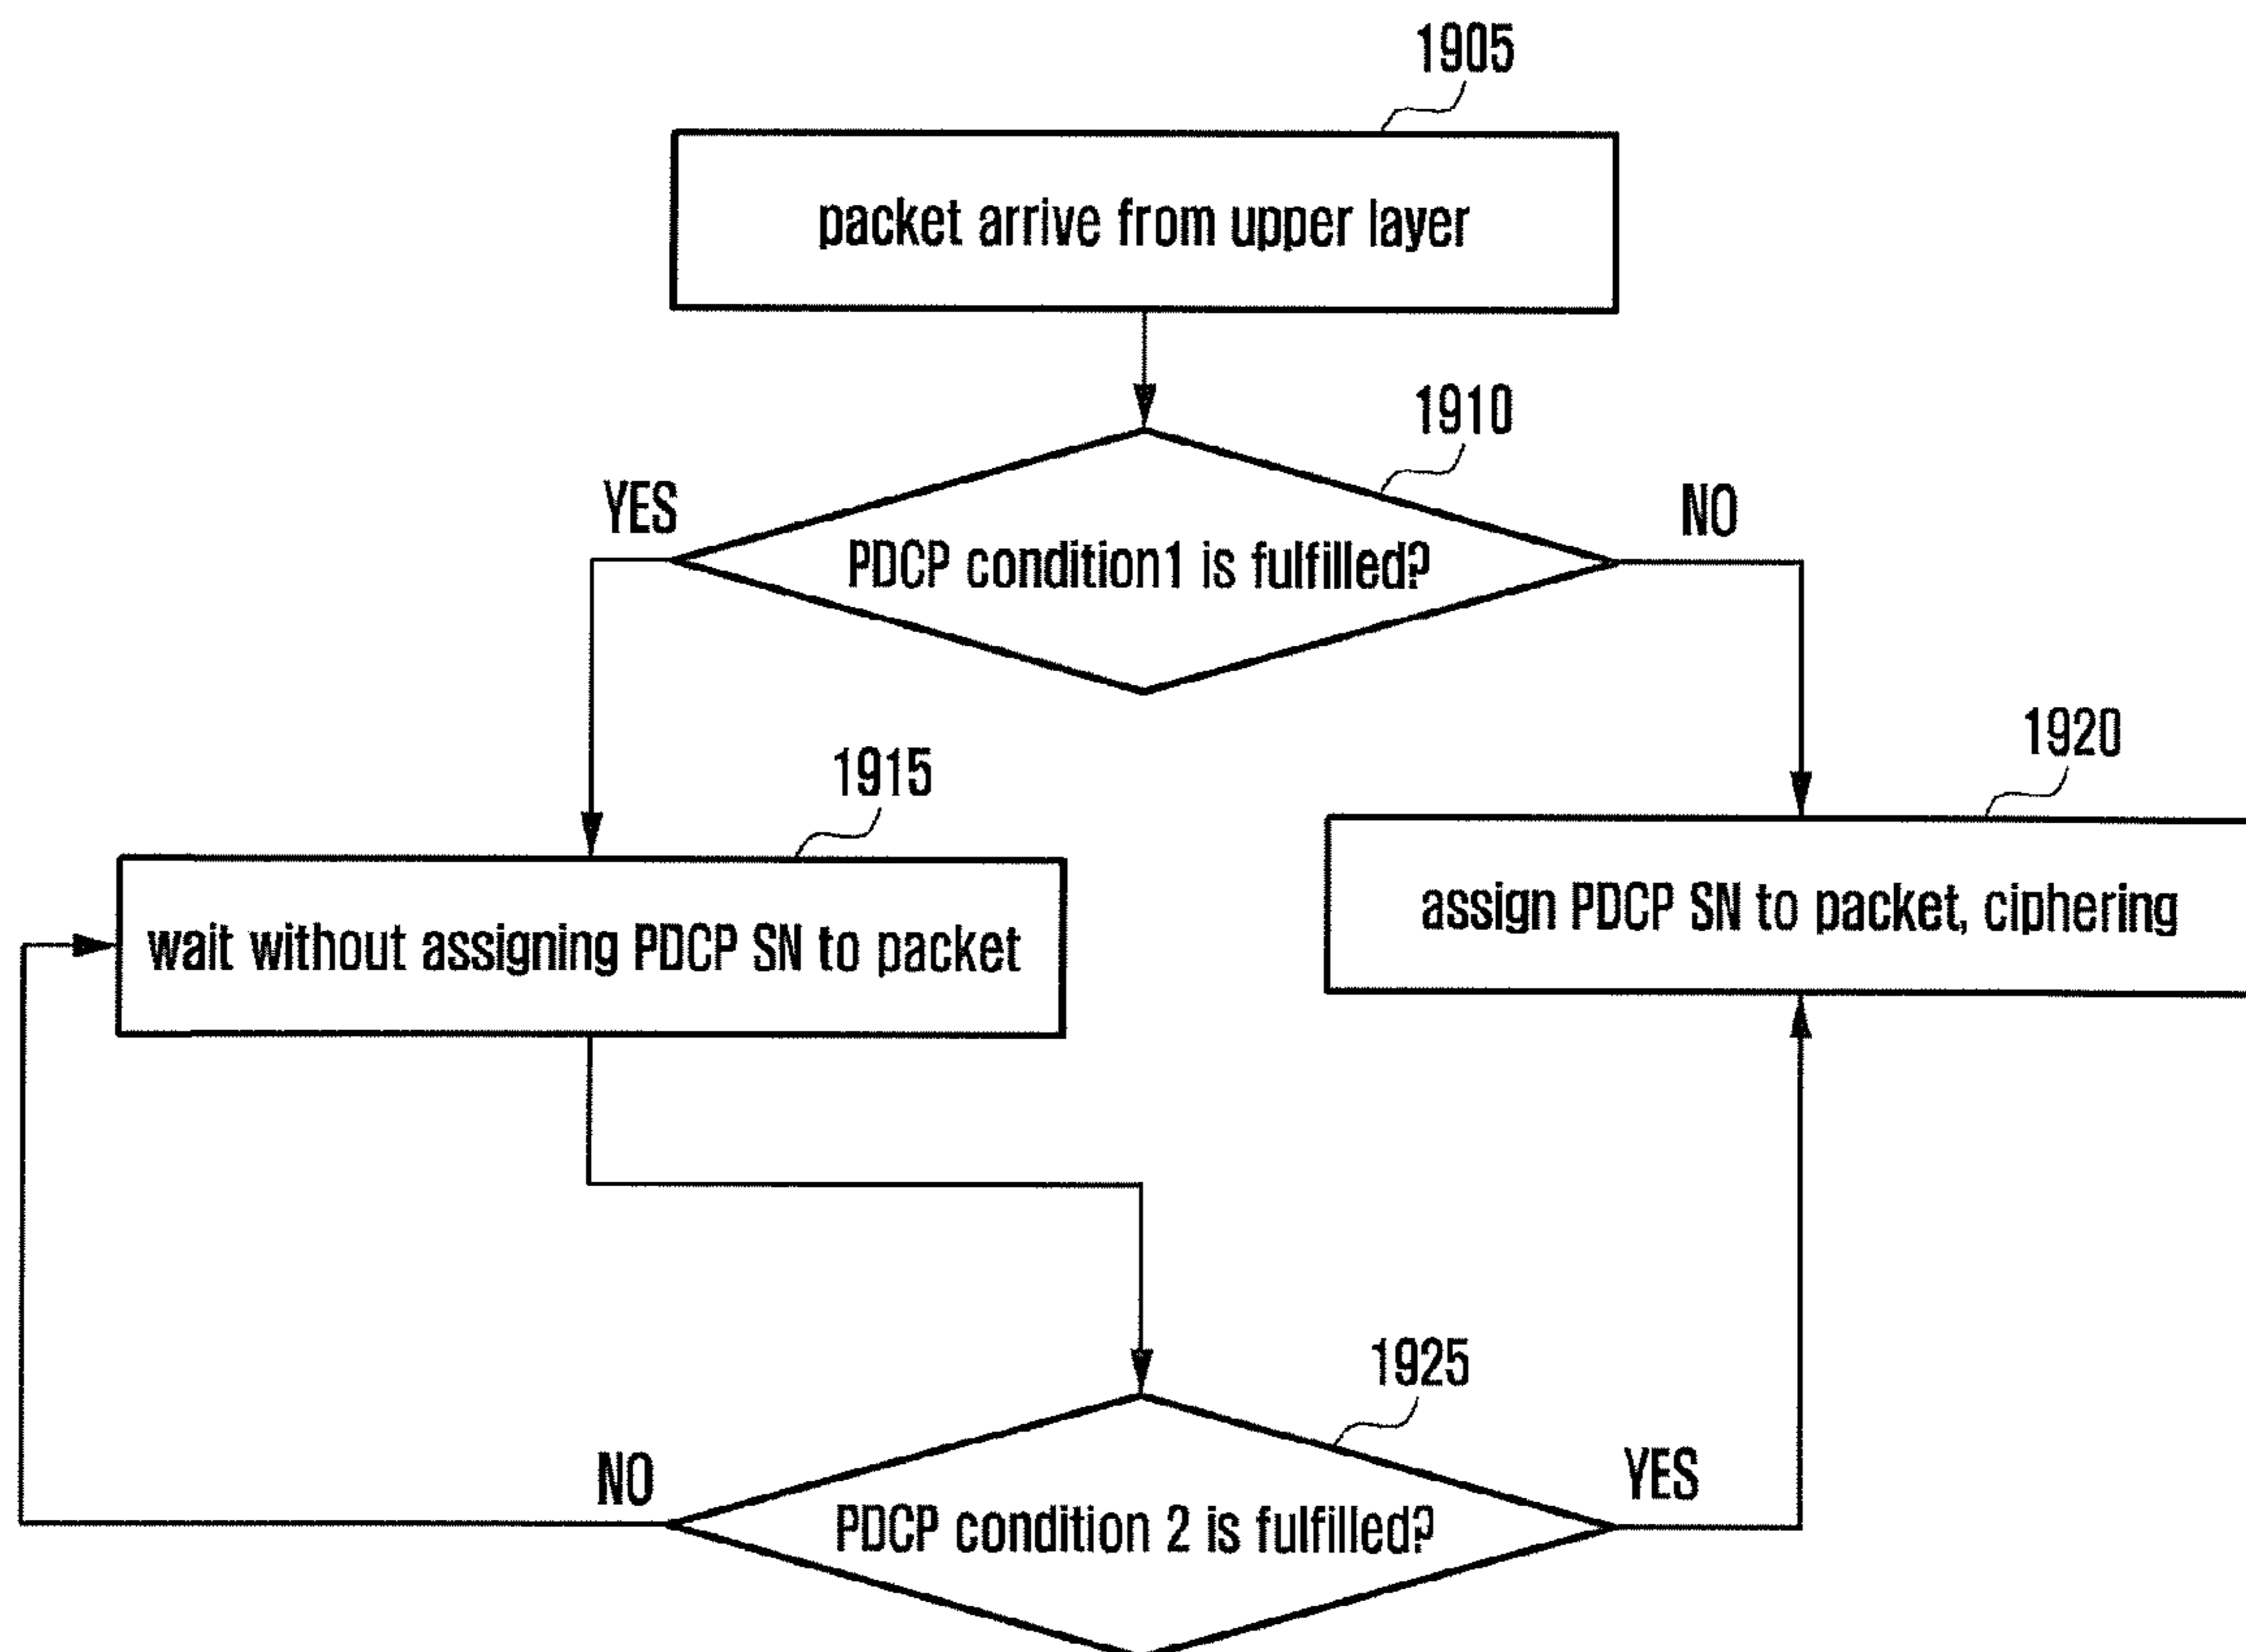 1905
packet arrive from upper layer
1910
YES
NO
PDCP condition1 is fulfilled?
1915
1920
wait without assigning PDCP SN to packet
assign PDCP SN to packet, ciphering
1925
NO
YES
PDCP condition 2 is fulfilled?